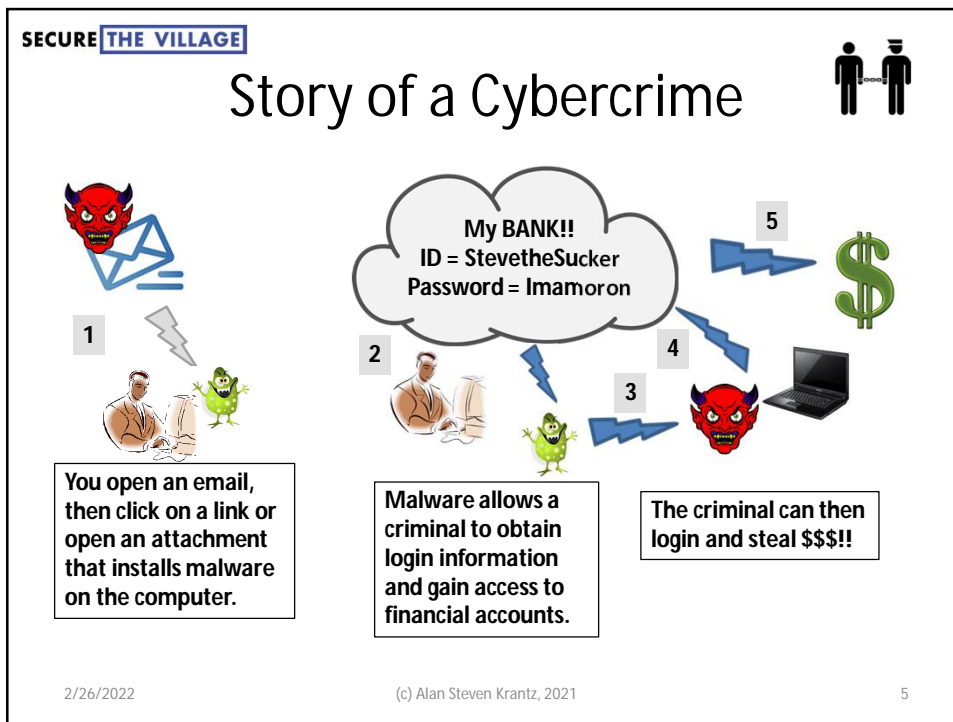 SECURE THE VILLAGE
Story of a Cybercrime
My BANK!!
ID = StevetheSucker
Password = Imamoron
1
2
3
4
5
You open an email,
then click on a link or
open an attachment
that installs malware
on the computer.
Malware allows a
criminal to obtain
login information
and gain access to
financial accounts.
The criminal can then
login and steal $$$!!
2/26/2022
(c) Alan Steven Krantz, 2021
5